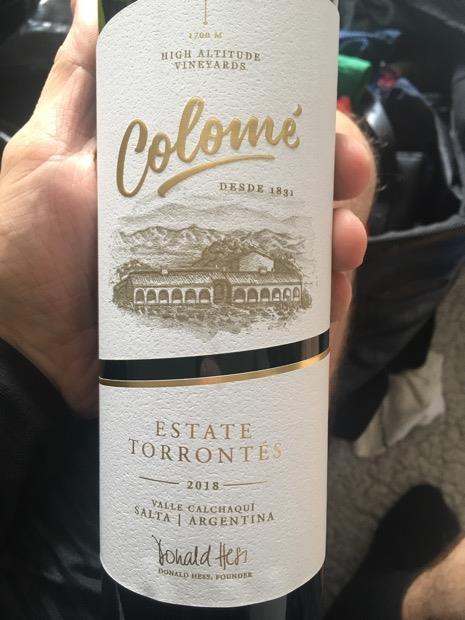 1700 M
HIGH ALTITUDE
VINEYARDS
Colomé
DESDE 1831
ESTATE
TORRONTÉS
2018
VALLE CALCHAQUÍ
SALTA | ARGENTINA
Donald Hess
DONALD HESS, FOUNDER